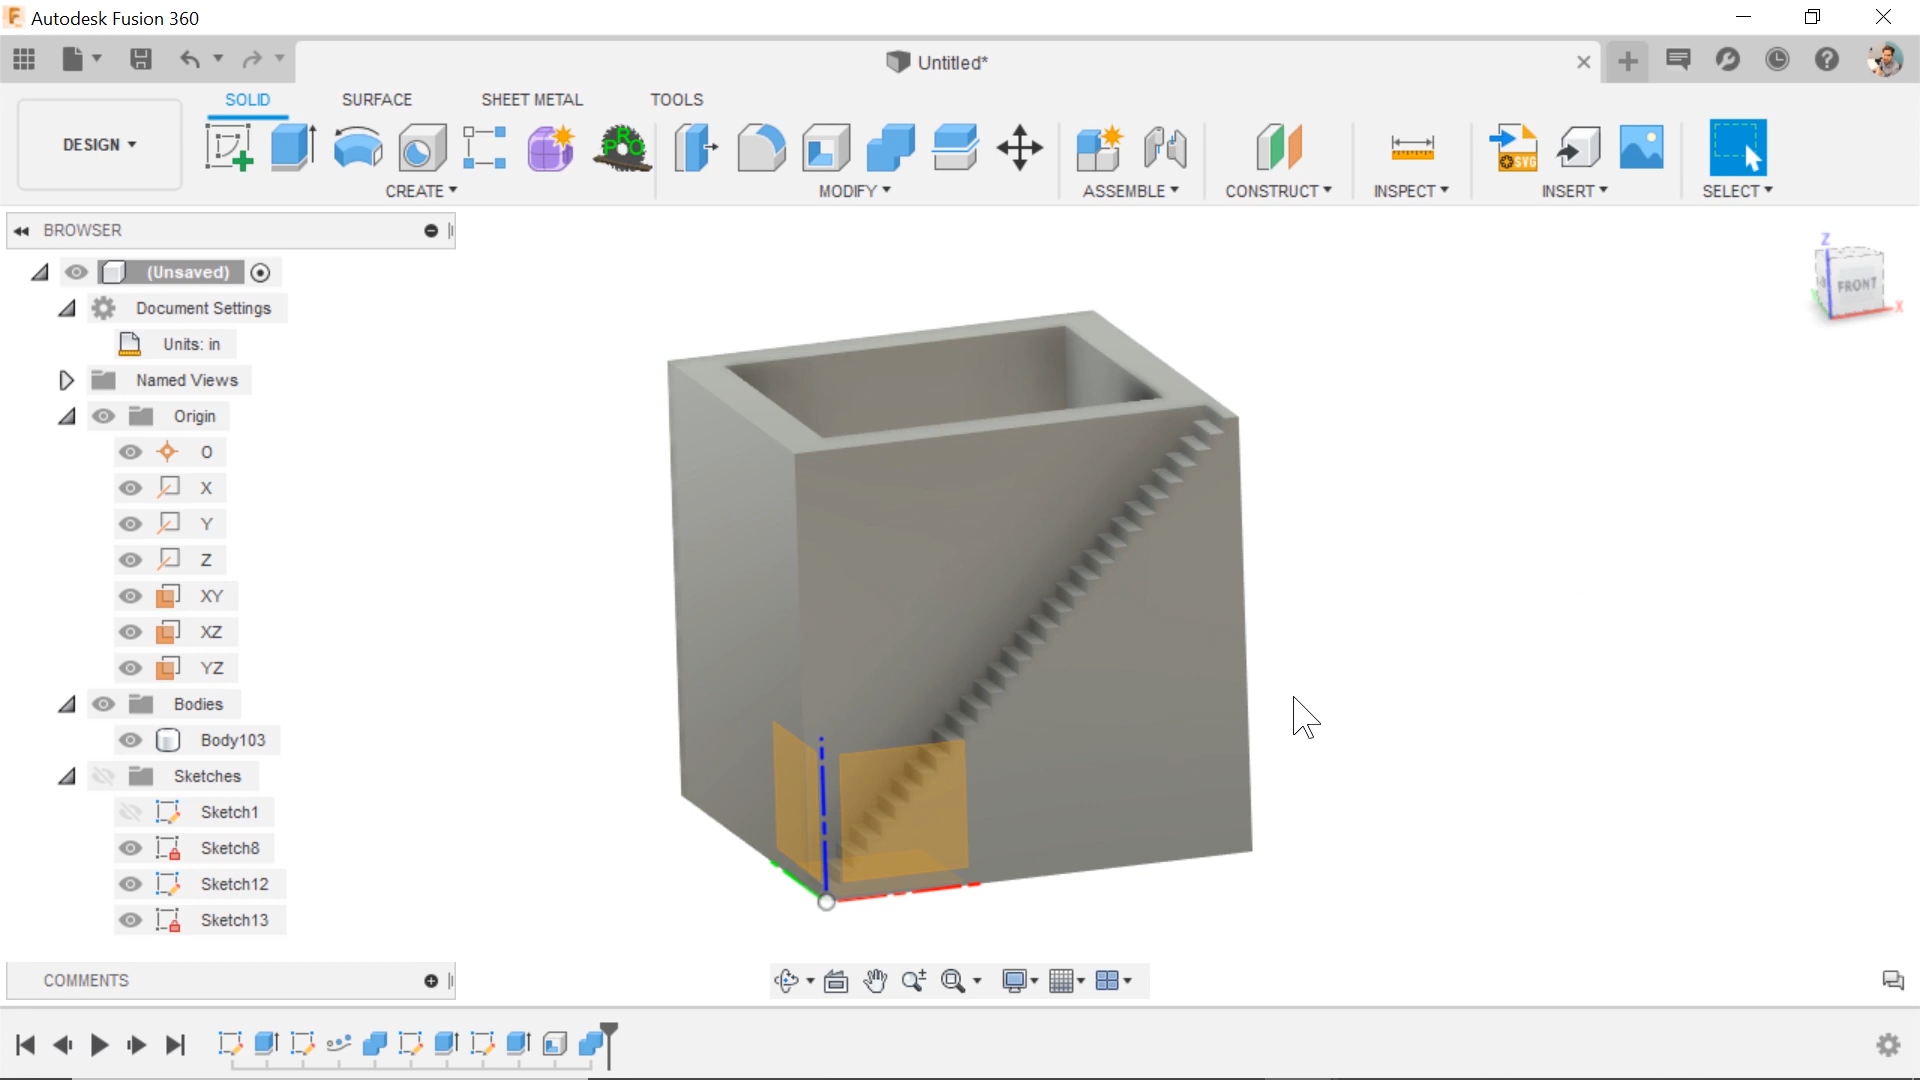 Autodesk Fusion 360
Untitled*
SOLID SURFACE SHEET METAL TOOLS
DESIGN
CREATE MODIFY ASSEMBLE CONSTRUCT INSPECT INSERT SELECT
SVG
BROWSER
(Unsaved)
Document Settings
Units: in
Named Views
Origin
O
X
Y
Z
XY
XZ
YZ
Bodies
Body103
Sketches
Sketch1
Sketch8
Sketch12
Sketch13
Z
FRONT
X
COMMENTS